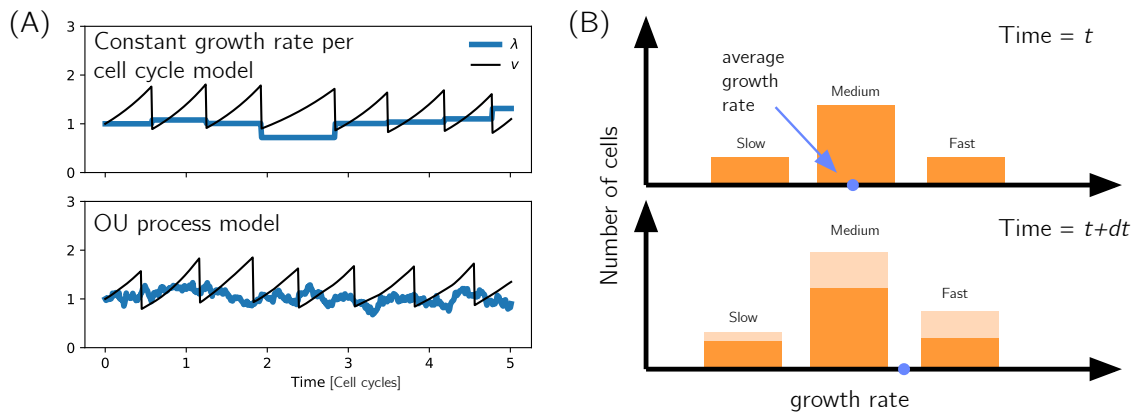 (A)
3
2
1
0
Constant growth rate per
cell cycle model
λ
v
3
2
1
0
OU process model
0 1 2 3 4 5
Time [Cell cycles]
(B)
Number of cells
Time = t
average
growth
rate
Slow
Medium
Fast
Time = t+dt
Slow
Medium
Fast
growth rate